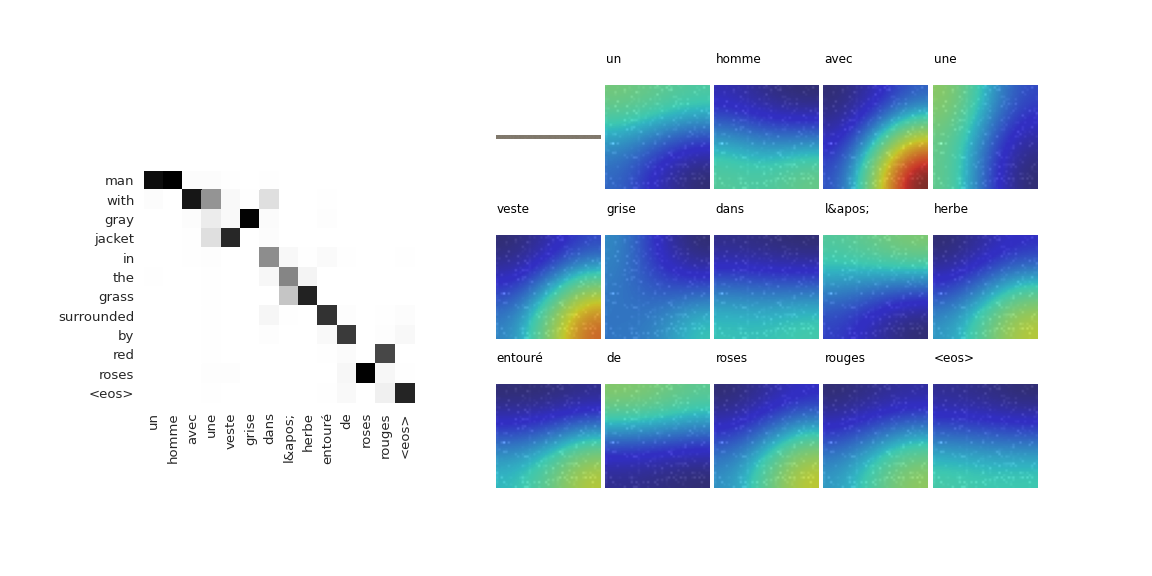 man
with
gray
jacket
in
the
grass
surrounded
by
red
roses
<eos>
un
homme
avec
une
veste
grise
dans
l&apos;
herbe
entouré
de
roses
rouges
<eos>
un homme avec une
veste grise dans l&apos; herbe
entouré de roses rouges <eos>